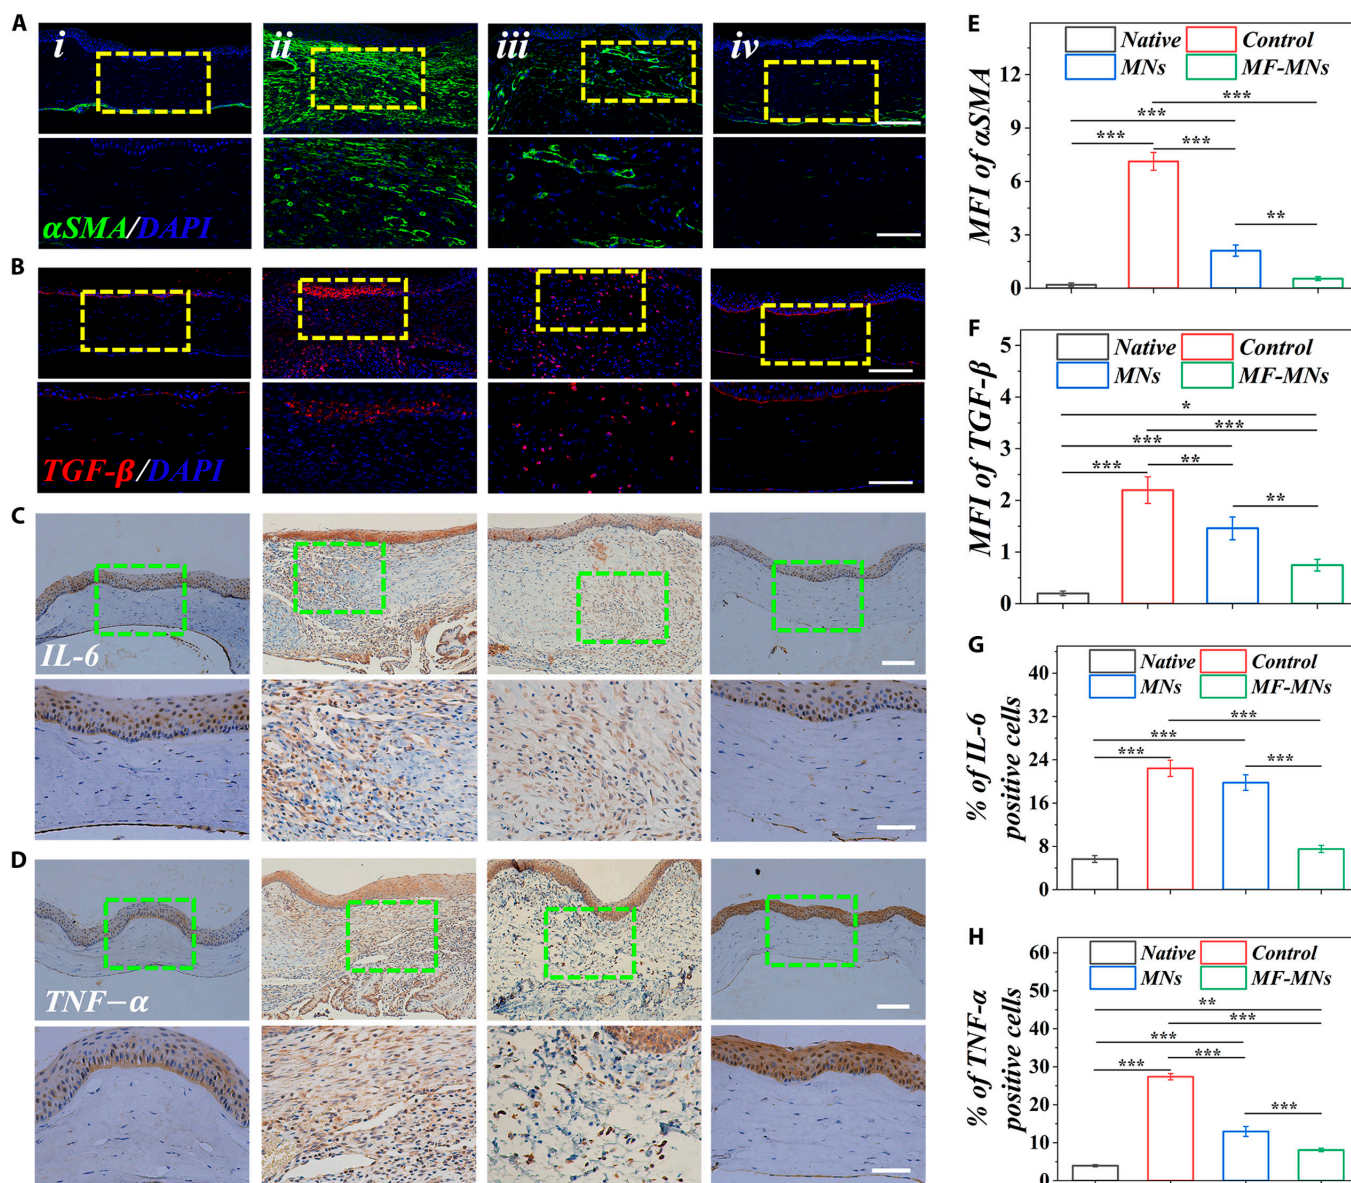 A
i
ii
iii
iv
αSMA/DAPI
B
TGF-β/DAPI
C
IL-6
D
TNF-α
E
MFI of αSMA
Native
Control
MNs
MF-MNs
12
9
6
3
0
***
***
***
***
**
F
MFI of TGF-β
Native
Control
MNs
MF-MNs
5
4
3
2
1
0
*
***
***
***
**
**
G
% of IL-6
positive cells
Native
Control
MNs
MF-MNs
40
32
24
16
8
0
***
***
***
***
H
% of TNF-α
positive cells
Native
Control
MNs
MF-MNs
60
50
40
30
20
10
0
**
***
***
***
***
***